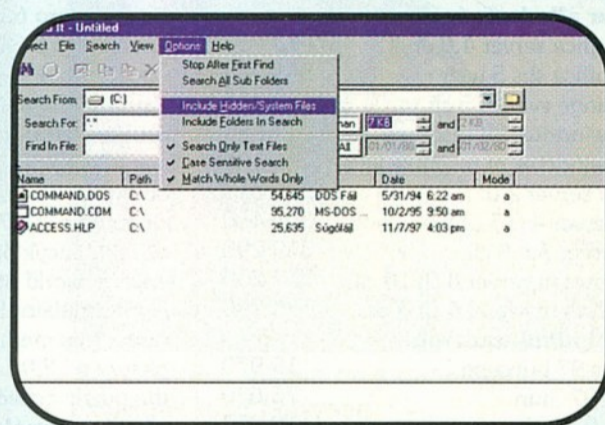 It - Untitled
File Search View Options Help
Stop After First Find
Search All Sub Folders
Include Hidden/System Files
Include Folders In Search
Search Only Text Files
Case Sensitive Search
Match Whole Words Only
Search From: (C:)
Search For: *.* 2 KB and 2 KB
Find In File: All 01/01/80 and 01/02/80
Name Path Date Mode
COMMAND.DOS C:\ 54,645 DOS Fájl 5/31/94 6:22 am a
COMMAND.COM C:\ 95,270 MS-DOS ... 10/2/95 9:50 am a
ACCESS.HLP C:\ 25,635 Súgófájl 11/7/97 4:03 pm a